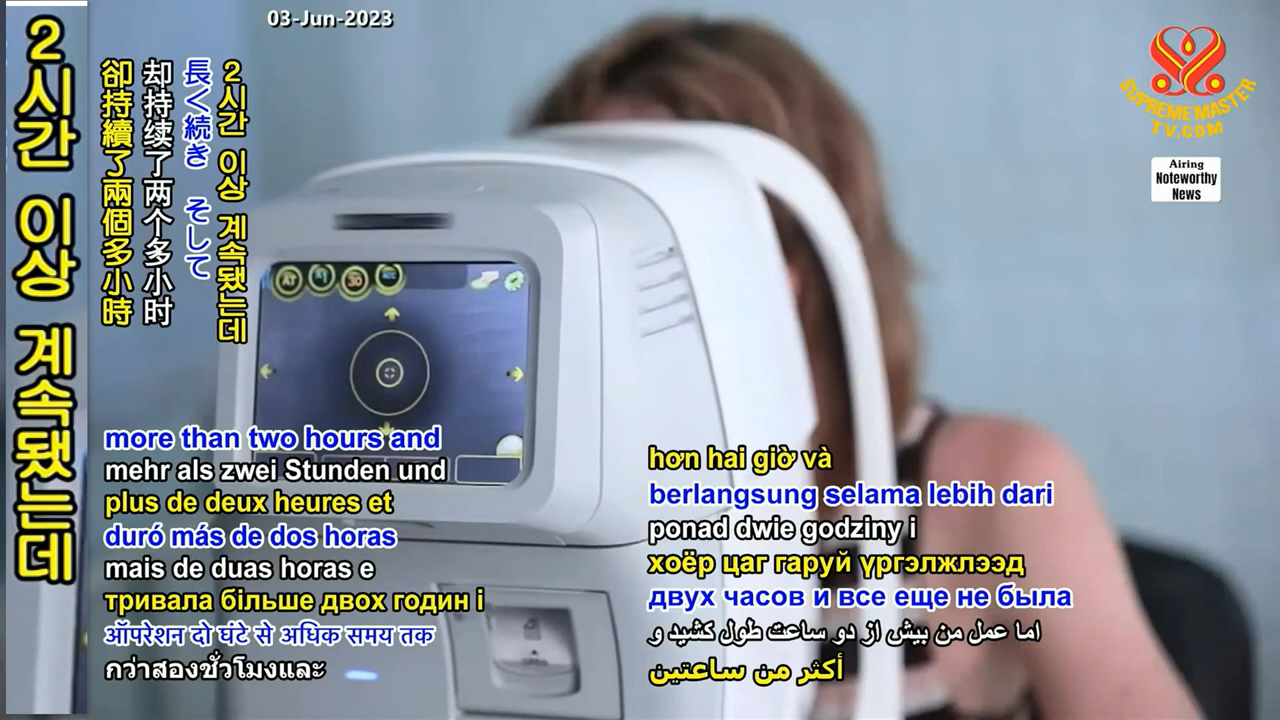 03-Jun-2023
2시간 이상 계속됐는데
2시간 이상 계속됐는데
長く続き そして
却持续了两个多小时
卻持續了兩個多小時
SUPREME MASTER
TV.COM
Airing
Noteworthy
News
AT
30
more than two hours and
mehr als zwei Stunden und
plus de deux heures et
duró más de dos horas
mais de duas horas e
тривала більше двох годин і
ऑपरेशन दो घंटे से अधिक समय तक
กว่าสองชั่วโมงและ
hơn hai giờ và
berlangsung selama lebih dari
ponad dwie godziny i
хоёр цаг гаруй үргэлжлээд
двух часов и все еще не была
اما عمل من بیش از دو ساعت طول کشید و
أكثر من ساعتين